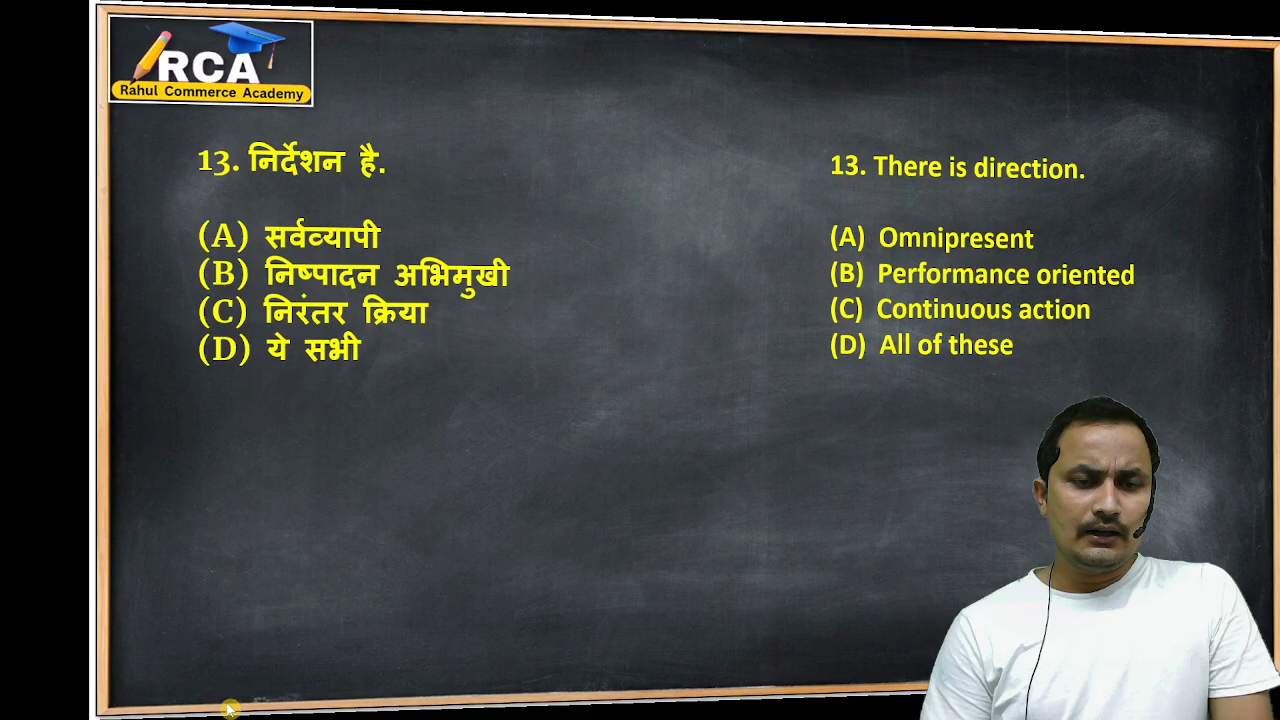 RCA
Rahul Commerce Academy
13. निर्देशन है.
(A) सर्वव्यापी
(B) निष्पादन अभिमुखी
(C) निरंतर क्रिया
(D) ये सभी
13. There is direction.
(A) Omnipresent
(B) Performance oriented
(C) Continuous action
(D) All of these